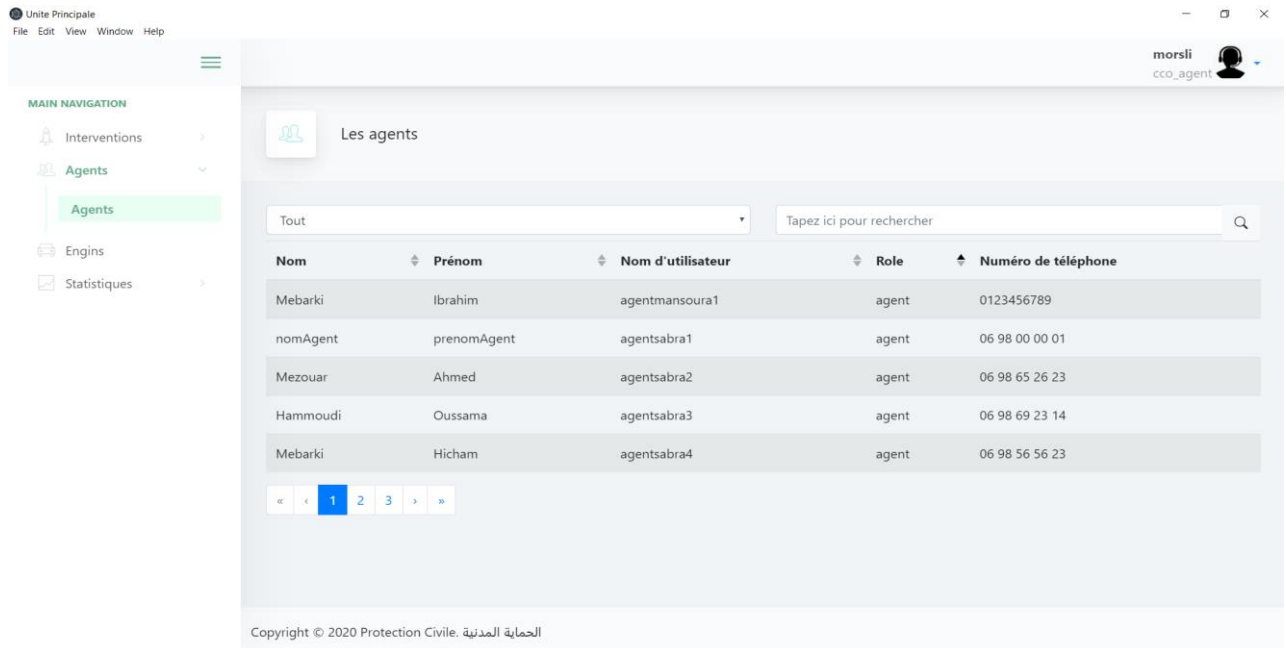 Unite Principale
File Edit View Window Help
morsli
cco_agent
MAIN NAVIGATION
Interventions
Agents
Agents
Engins
Statistiques
Les agents
Tout
Tapez ici pour rechercher
Nom Prénom Nom d'utilisateur Role Numéro de téléphone
Mebarki Ibrahim agentmansoura1 agent 0123456789
nomAgent prenomAgent agentsabra1 agent 06 98 00 00 01
Mezouar Ahmed agentsabra2 agent 06 98 65 26 23
Hammoudi Oussama agentsabra3 agent 06 98 69 23 14
Mebarki Hicham agentsabra4 agent 06 98 56 56 23
« ‹ 1 2 3 › »
Copyright © 2020 Protection Civile. الحماية المدنية